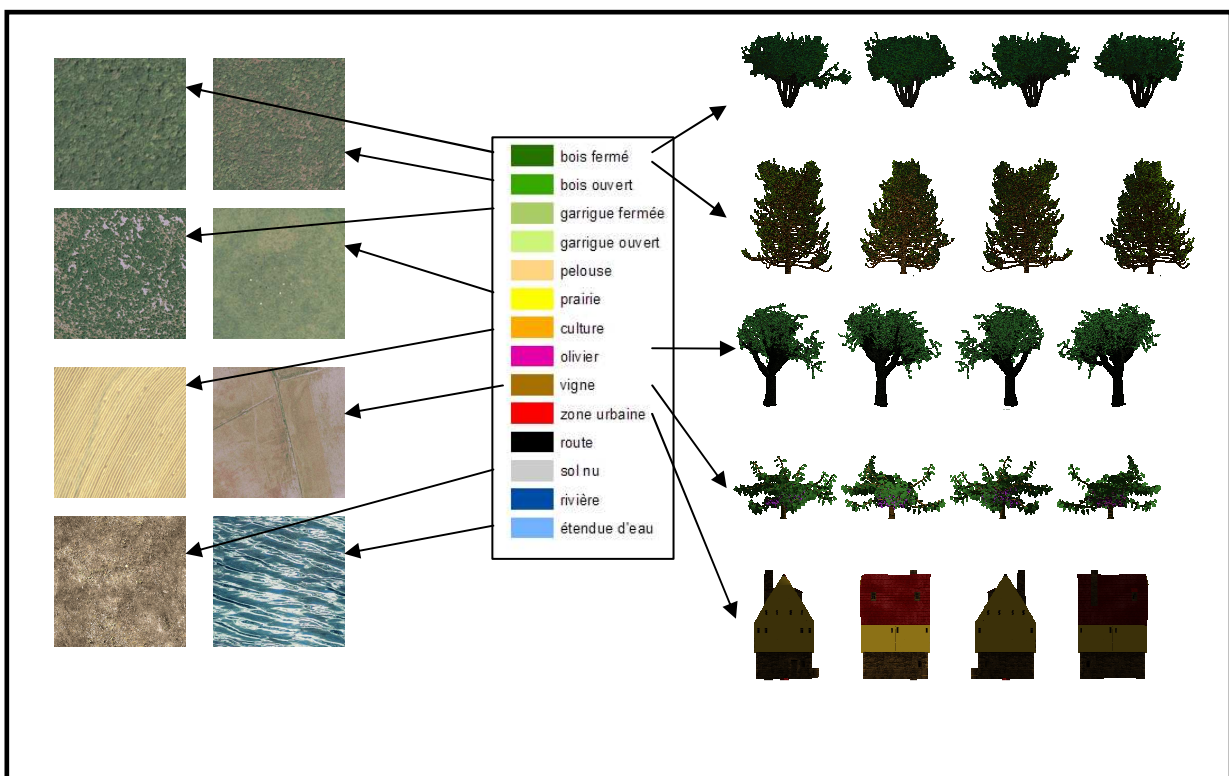 bois fermé
bois ouvert
garrigue fermée
garrigue ouvert
pelouse
prairie
culture
olivier
vigne
zone urbaine
route
sol nu
rivière
étendue d'eau